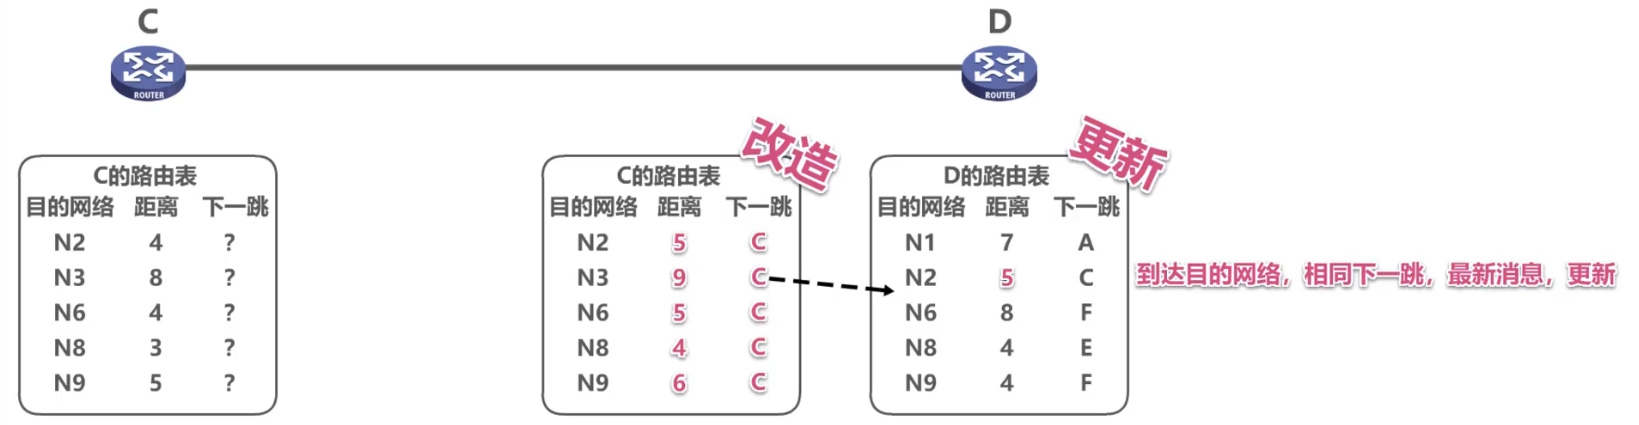 C
D
ROUTER
ROUTER
改造
更新
C的路由表
目的网络 距离 下一跳
N2 4 ?
N3 8 ?
N6 4 ?
N8 3 ?
N9 5 ?
C的路由表
目的网络 距离 下一跳
N2 5 C
N3 9 C
N6 5 C
N8 4 C
N9 6 C
D的路由表
目的网络 距离 下一跳
N1 7 A
N2 5 C
N6 8 F
N8 4 E
N9 4 F
到达目的网络，相同下一跳，最新消息，更新